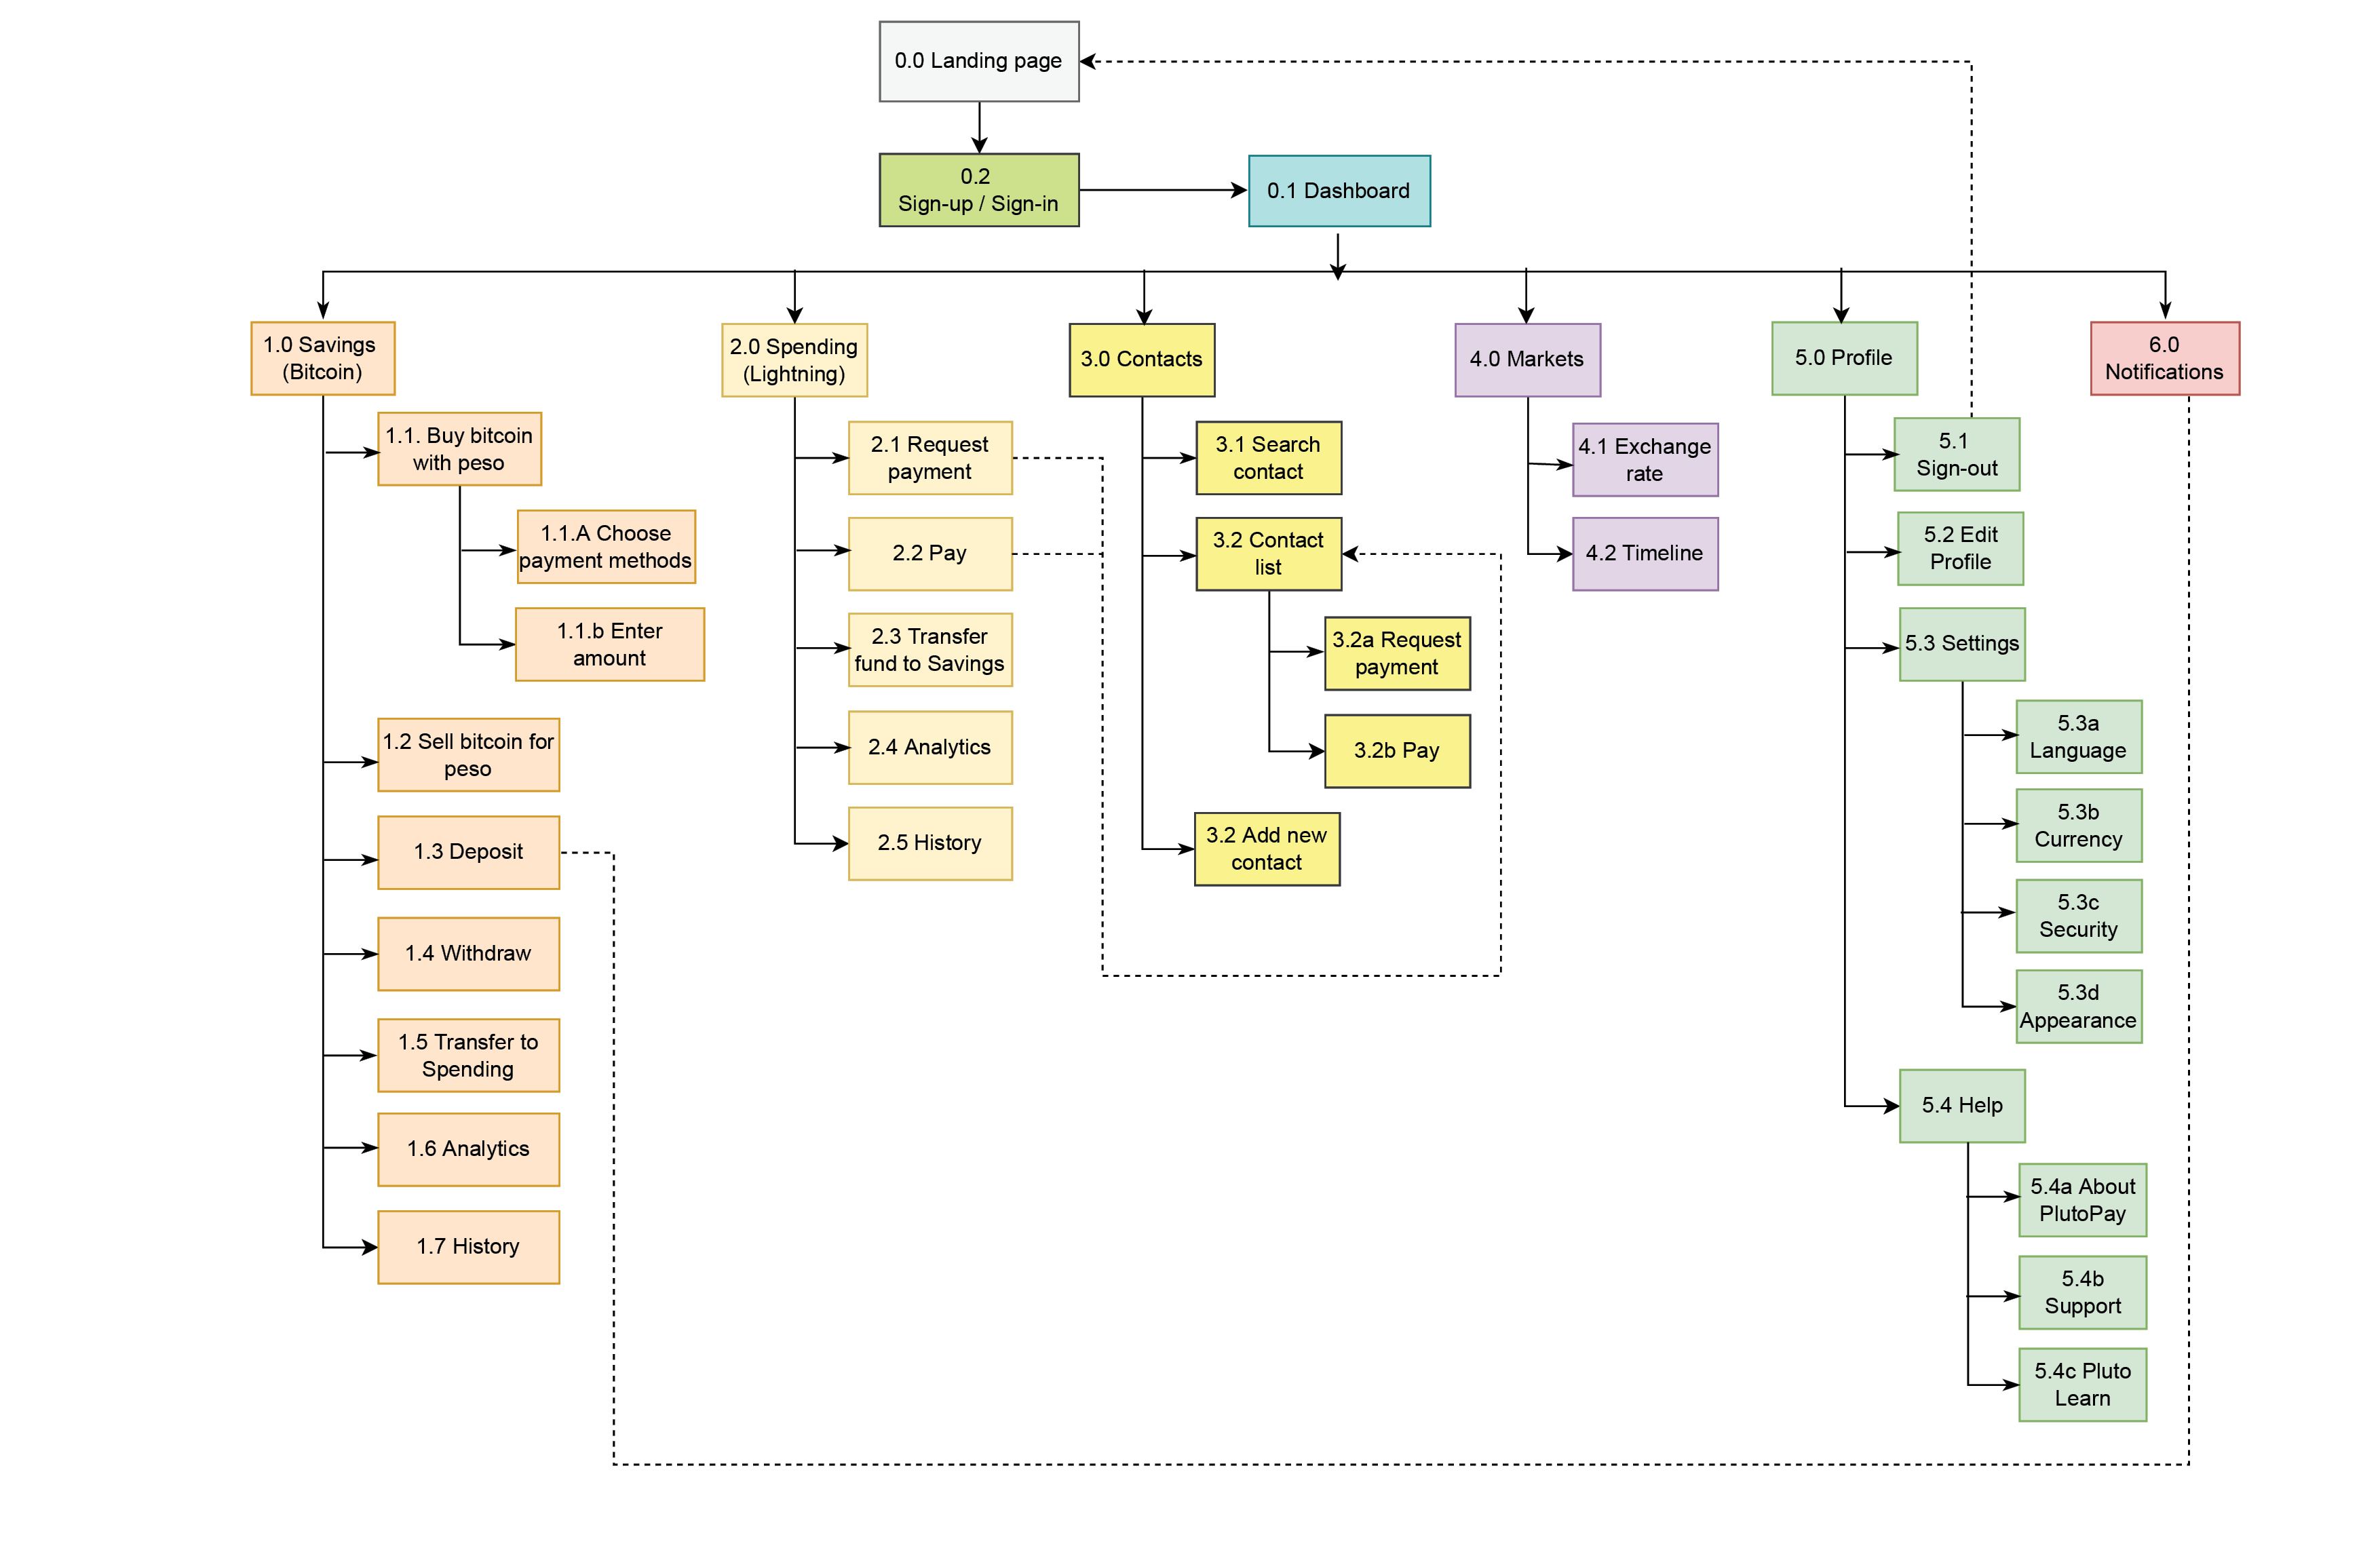 0.0 Landing page
0.2
Sign-up / Sign-in
0.1 Dashboard
1.0 Savings
(Bitcoin)
1.1. Buy bitcoin
with peso
1.1.A Choose
payment methods
1.1.b Enter
amount
1.2 Sell bitcoin for
peso
1.3 Deposit
1.4 Withdraw
1.5 Transfer to
Spending
1.6 Analytics
1.7 History
2.0 Spending
(Lightning)
2.1 Request
payment
2.2 Pay
2.3 Transfer
fund to Savings
2.4 Analytics
2.5 History
3.0 Contacts
3.1 Search
contact
3.2 Contact
list
3.2a Request
payment
3.2b Pay
3.2 Add new
contact
4.0 Markets
4.1 Exchange
rate
4.2 Timeline
5.0 Profile
5.1
Sign-out
5.2 Edit
Profile
5.3 Settings
5.3a
Language
5.3b
Currency
5.3c
Security
5.3d
Appearance
5.4 Help
5.4a About
PlutoPay
5.4b
Support
5.4c Pluto
Learn
6.0
Notifications